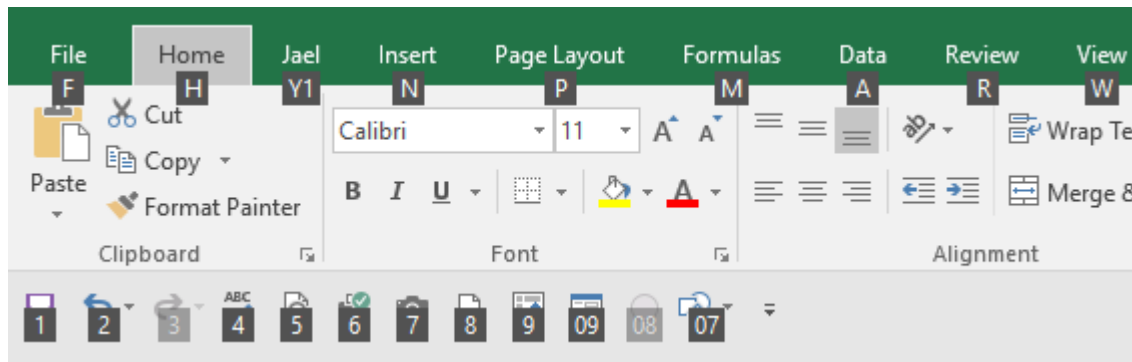 File Home Jael Insert Page Layout Formulas Data Review View
F H Y1 N P M A R W
Cut
Calibri 11 A A ab Wrap Te
Copy
Paste B I U A Merge &
Format Painter
Clipboard Font Alignment
ABC
1 2 3 4 5 6 7 8 9 09 08 07